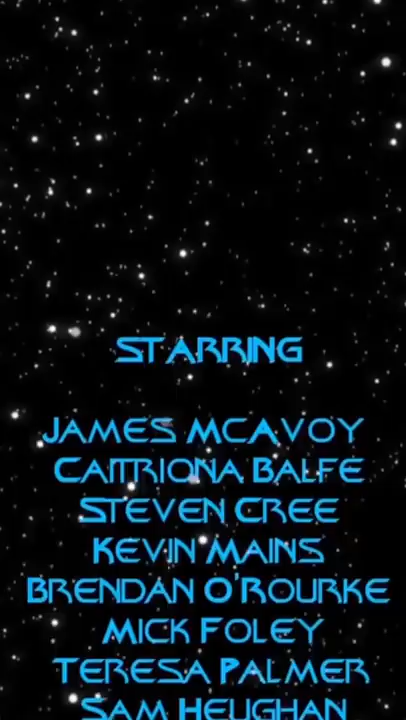 STARRING
JAMES MCAVOY
CAITRIONA BALFE
STEVEN CREE
KEVIN MAINS
BRENDAN O'ROURKE
MICK FOLEY
TERESA PALMER
SAM HEUGHAN